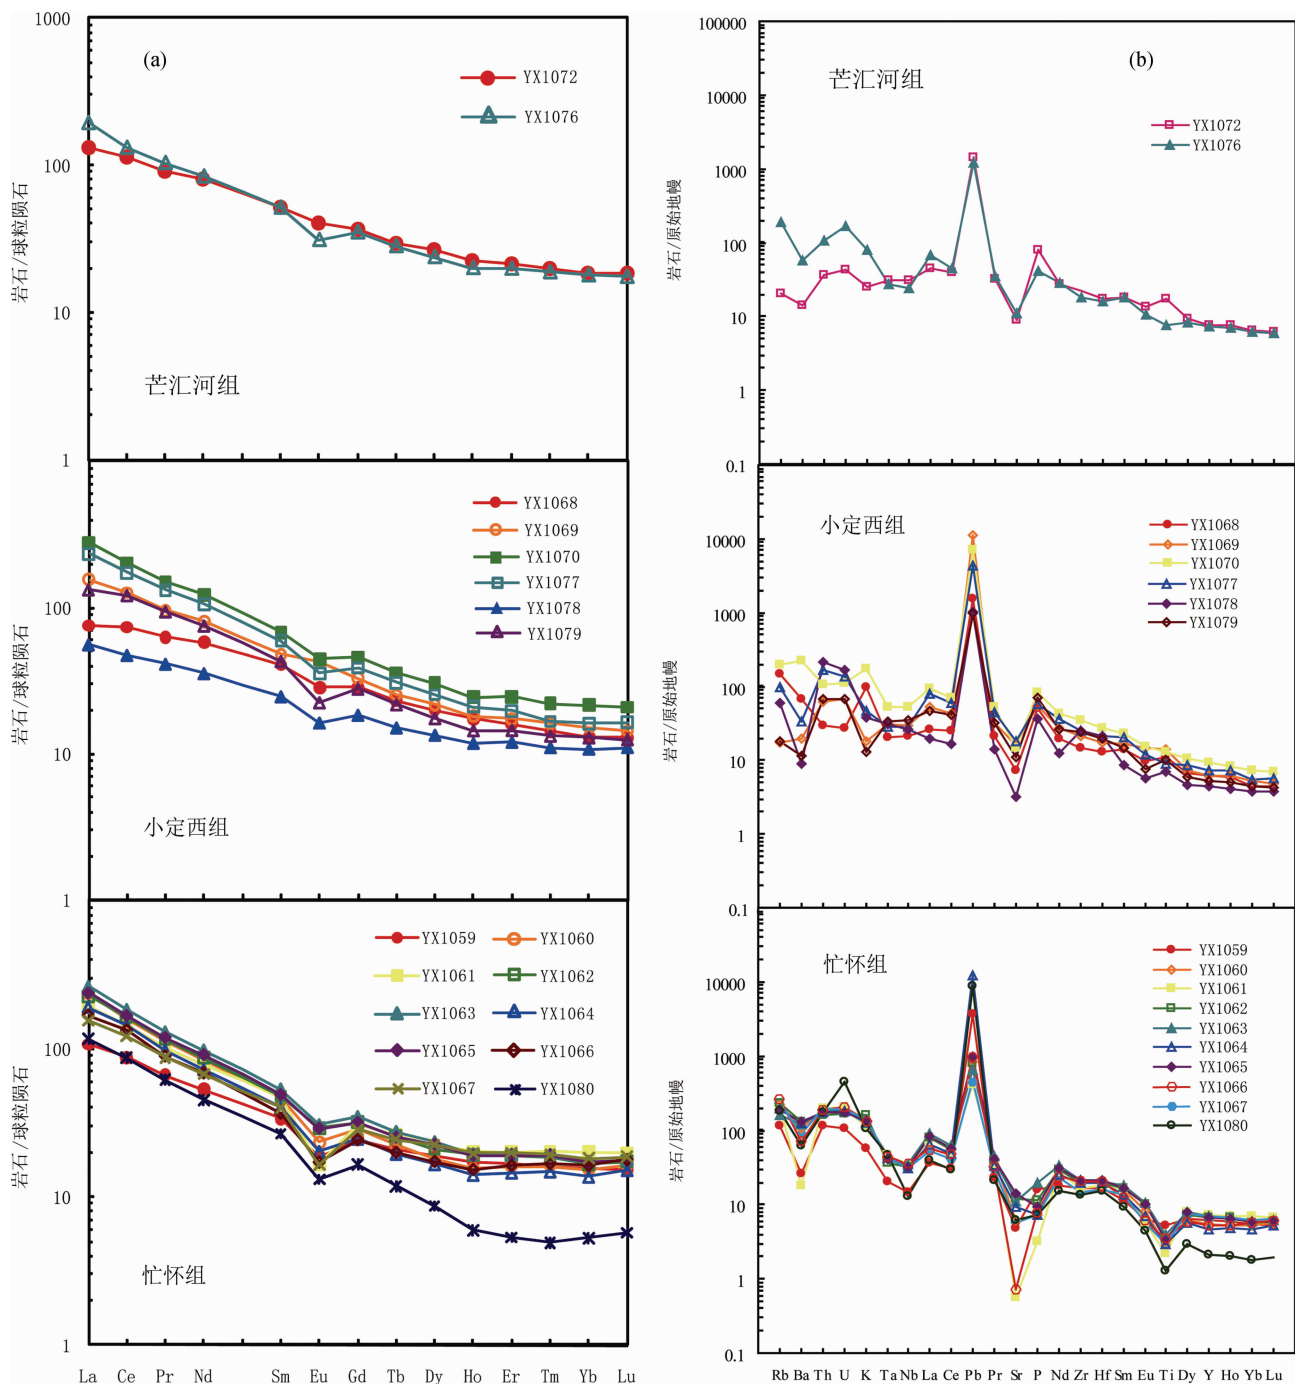 (a)
1000
100
10
1
岩石/球粒陨石
YX1072
YX1076
芒汇河组
100
10
1
岩石/球粒陨石
YX1068
YX1069
YX1070
YX1077
YX1078
YX1079
小定西组
100
10
1
岩石/球粒陨石
YX1059 YX1060
YX1061 YX1062
YX1063 YX1064
YX1065 YX1066
YX1067 YX1080
忙怀组
La Ce Pr Nd Sm Eu Gd Tb Dy Ho Er Tm Yb Lu
(b)
100000
10000
1000
100
10
1
0.1
岩石/原始地幔
芒汇河组
YX1072
YX1076
10000
1000
100
10
1
0.1
岩石/原始地幔
小定西组
YX1068
YX1069
YX1070
YX1077
YX1078
YX1079
10000
1000
100
10
1
0.1
岩石/原始地幔
忙怀组
YX1059
YX1060
YX1061
YX1062
YX1063
YX1064
YX1065
YX1066
YX1067
YX1080
Rb Ba Th U K Ta Nb La Ce Pb Pr Sr P Nd Zr Hf Sm Eu Ti Dy Y Ho Yb Lu